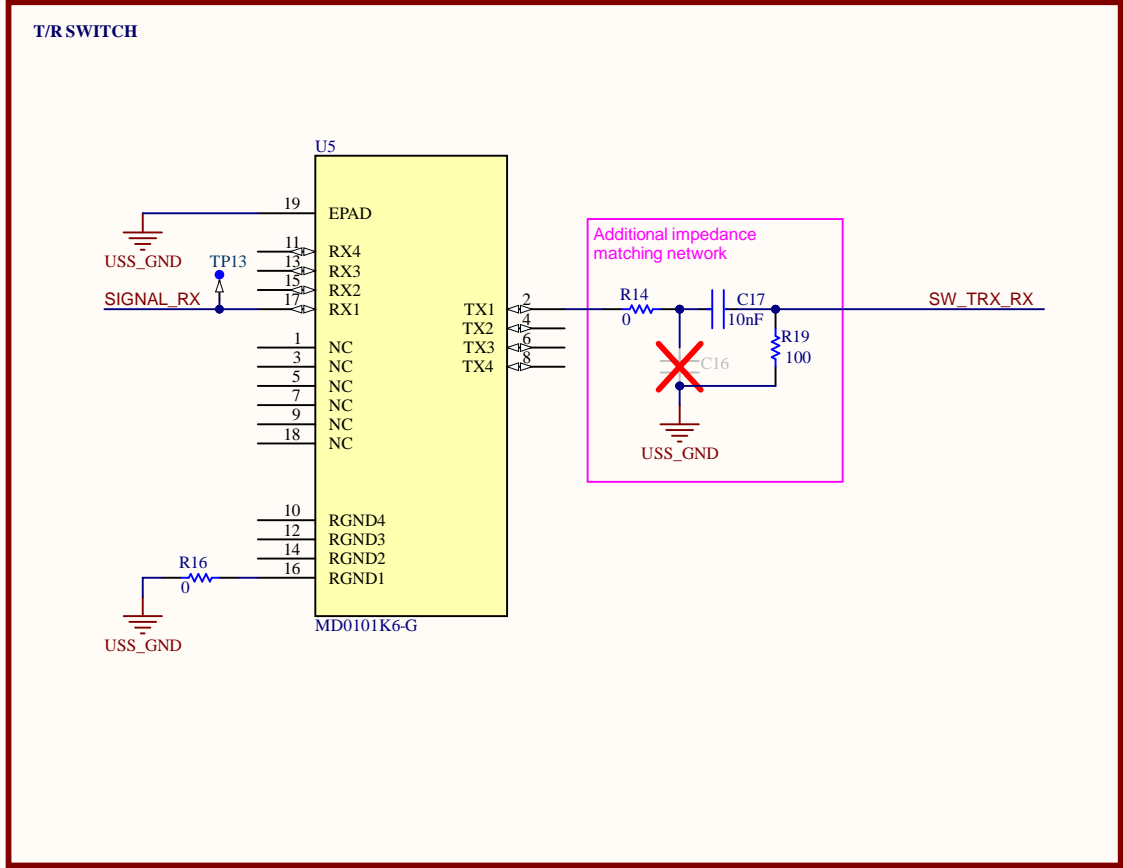 T/R SWITCH
U5
19 EPAD
USS_GND
11 RX4
13 RX3
15 RX2
17 RX1
TP13
SIGNAL_RX
1 NC
3 NC
5 NC
7 NC
9 NC
18 NC
10 RGND4
12 RGND3
14 RGND2
16 RGND1
R16
0
USS_GND
MD0101K6-G
TX1 2
TX2 4
TX3 6
TX4 8
Additional impedance
matching network
R14
0
C17
10nF
R19
100
C16
USS_GND
SW_TRX_RX